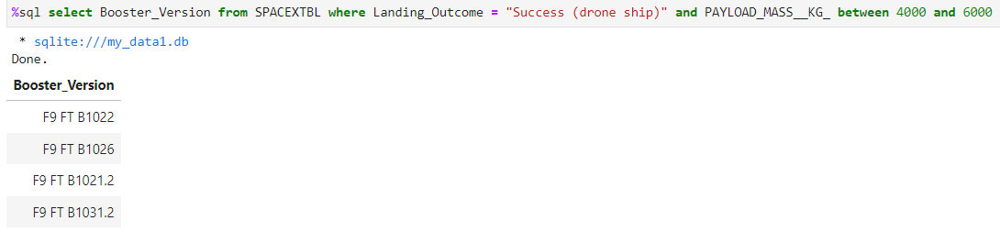 %sql select Booster_Version from SPACEXTBL where Landing_Outcome = "Success (drone ship)" and PAYLOAD_MASS__KG_ between 4000 and 6000
* sqlite:///my_data1.db
Done.
Booster_Version
F9 FT B1022
F9 FT B1026
F9 FT B1021.2
F9 FT B1031.2